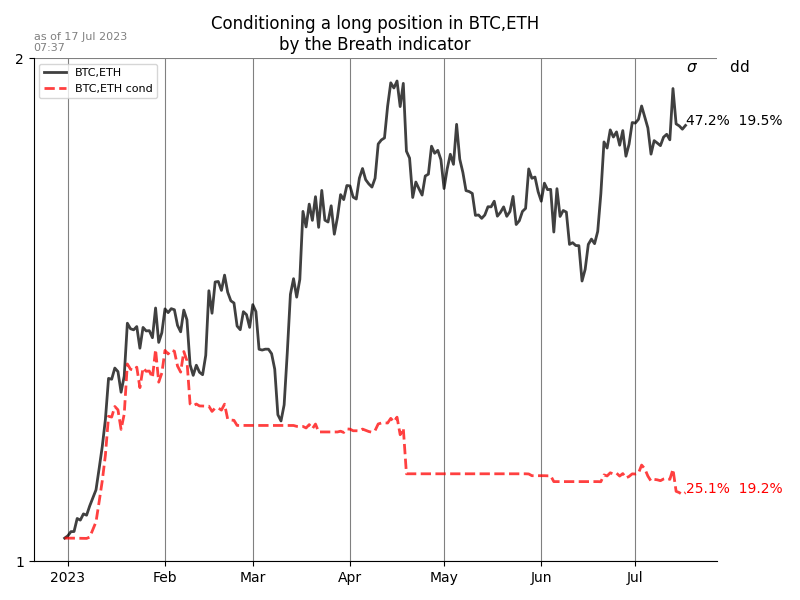 Conditioning a long position in BTC,ETH
by the Breath indicator
as of 17 Jul 2023
07:37
2
σ dd
BTC,ETH
BTC,ETH cond
47.2% 19.5%
25.1% 19.2%
1
2023 Feb Mar Apr May Jun Jul